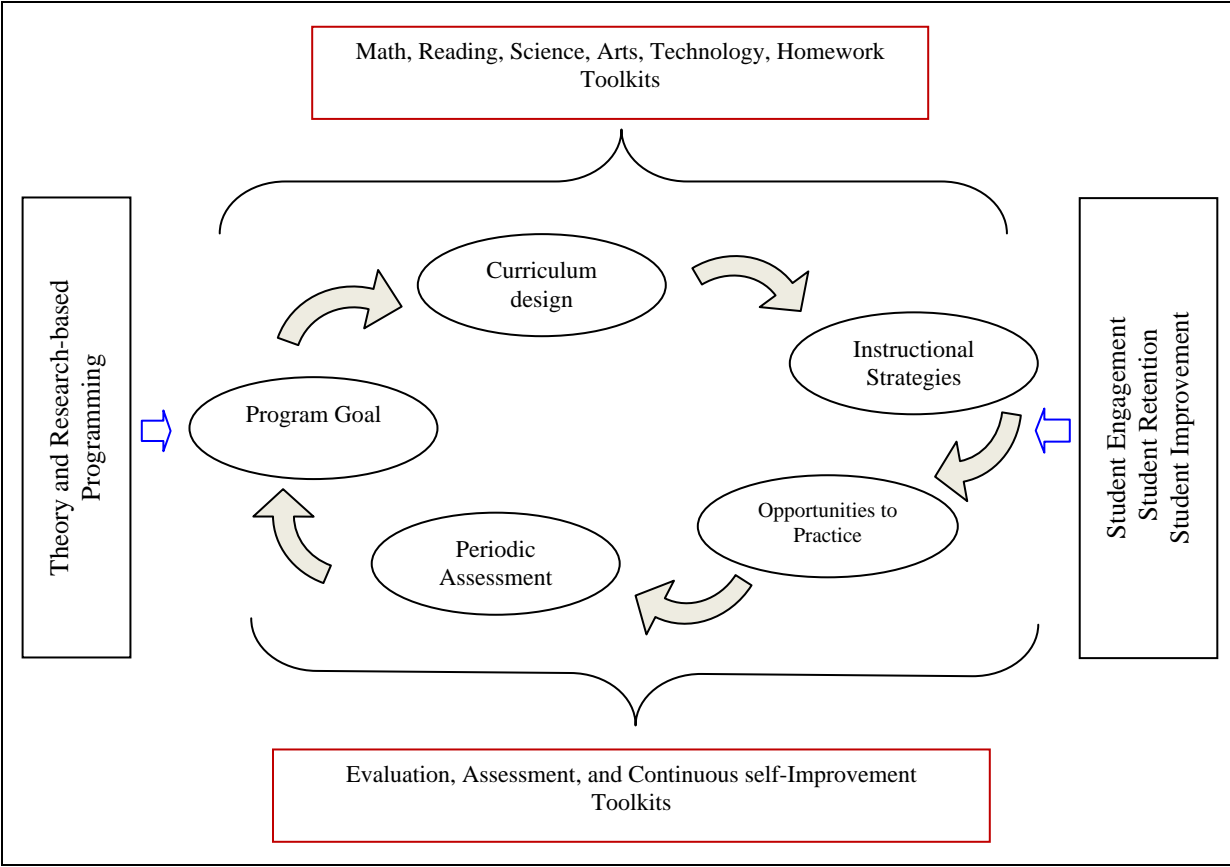 Math, Reading, Science, Arts, Technology, Homework
Toolkits
Theory and Research-based
Programming
Curriculum
design
Instructional
Strategies
Program Goal
Opportunities to
Practice
Periodic
Assessment
Student Engagement
Student Retention
Student Improvement
Evaluation, Assessment, and Continuous self-Improvement
Toolkits